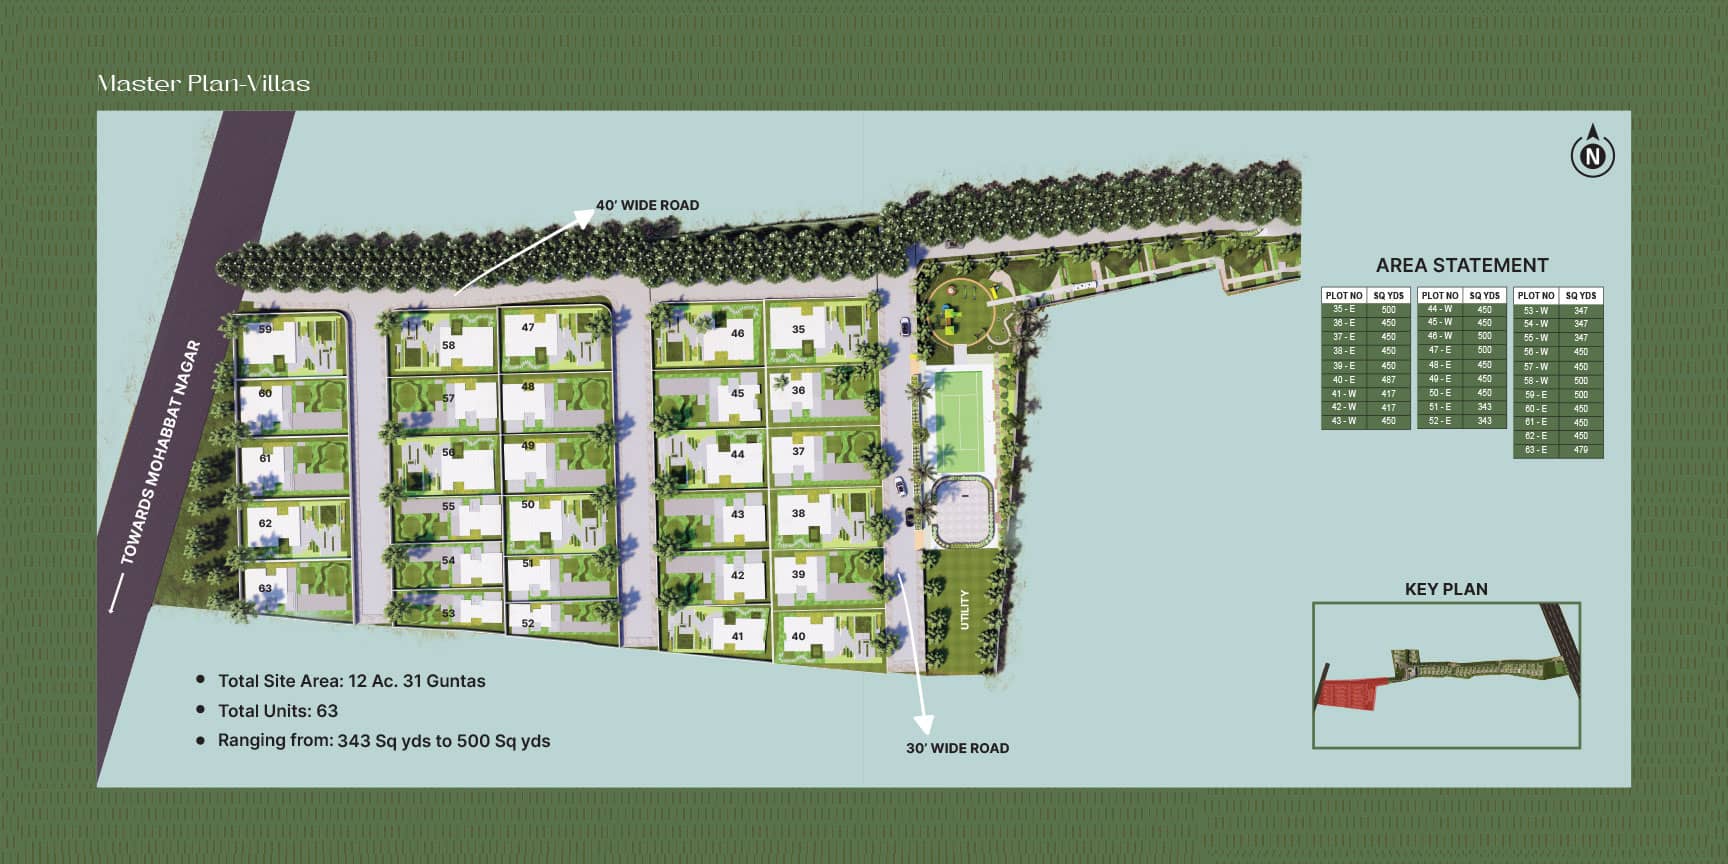 Master Plan-Villas
N
40' WIDE ROAD
TOWARDS MOHABBAT NAGAR
59
58
47
46
35
60
57
48
45
36
61
56
49
44
37
62
55
50
43
38
63
54
51
42
39
53
52
41
40
UTILITY
30' WIDE ROAD
Total Site Area: 12 Ac. 31 Guntas
Total Units: 63
Ranging from: 343 Sq yds to 500 Sq yds
AREA STATEMENT
PLOT NO SQ YDS
35 - E 500
36 - E 450
37 - E 450
38 - E 450
39 - E 450
40 - E 487
41 - W 417
42 - W 417
43 - W 450
PLOT NO SQ YDS
44 - W 450
45 - W 450
46 - W 500
47 - E 500
48 - E 450
49 - E 450
50 - E 450
51 - E 343
52 - E 343
PLOT NO SQ YDS
53 - W 347
54 - W 347
55 - W 347
56 - W 450
57 - W 450
58 - W 500
59 - E 500
60 - E 450
61 - E 450
62 - E 450
63 - E 479
KEY PLAN